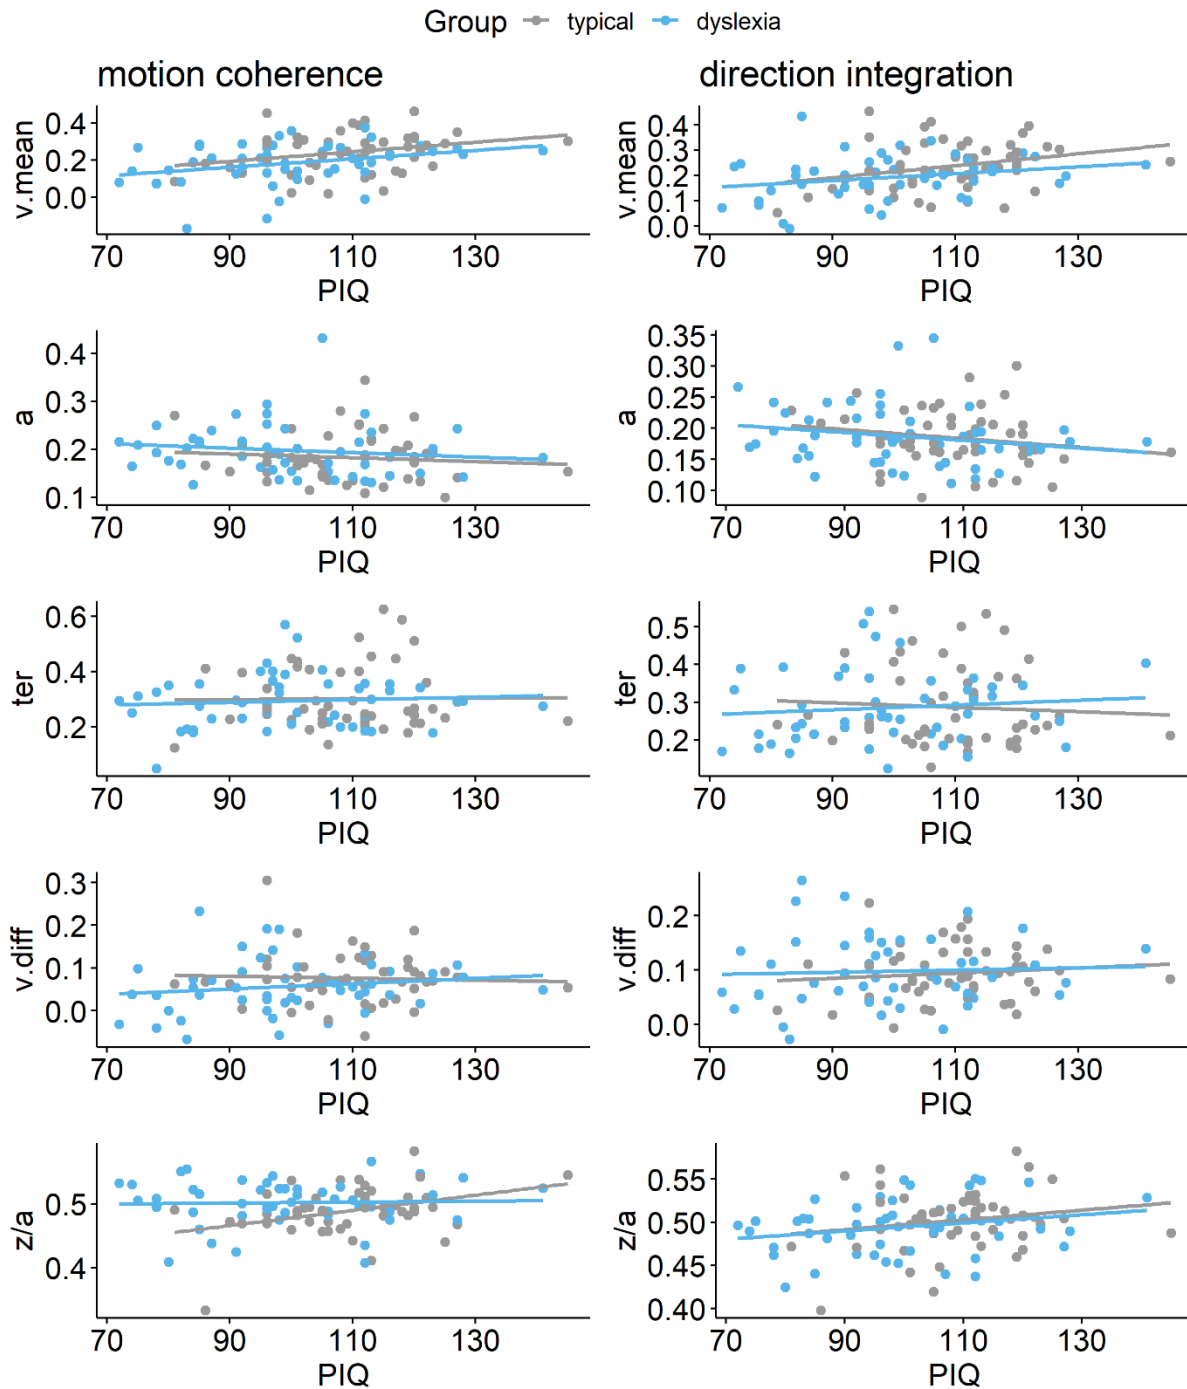 Group typical dyslexia
motion coherence direction integration
v.mean 0.4 0.2 0.0 70 90 110 130 PIQ
v.mean 0.4 0.3 0.2 0.1 0.0 70 90 110 130 PIQ
a 0.4 0.3 0.2 0.1 70 90 110 130 PIQ
a 0.35 0.30 0.25 0.20 0.15 0.10 70 90 110 130 PIQ
ter 0.6 0.4 0.2 70 90 110 130 PIQ
ter 0.5 0.4 0.3 0.2 70 90 110 130 PIQ
v.diff 0.3 0.2 0.1 0.0 70 90 110 130 PIQ
v.diff 0.2 0.1 0.0 70 90 110 130 PIQ
z/a 0.5 0.4 70 90 110 130 PIQ
z/a 0.55 0.50 0.45 0.40 70 90 110 130 PIQ